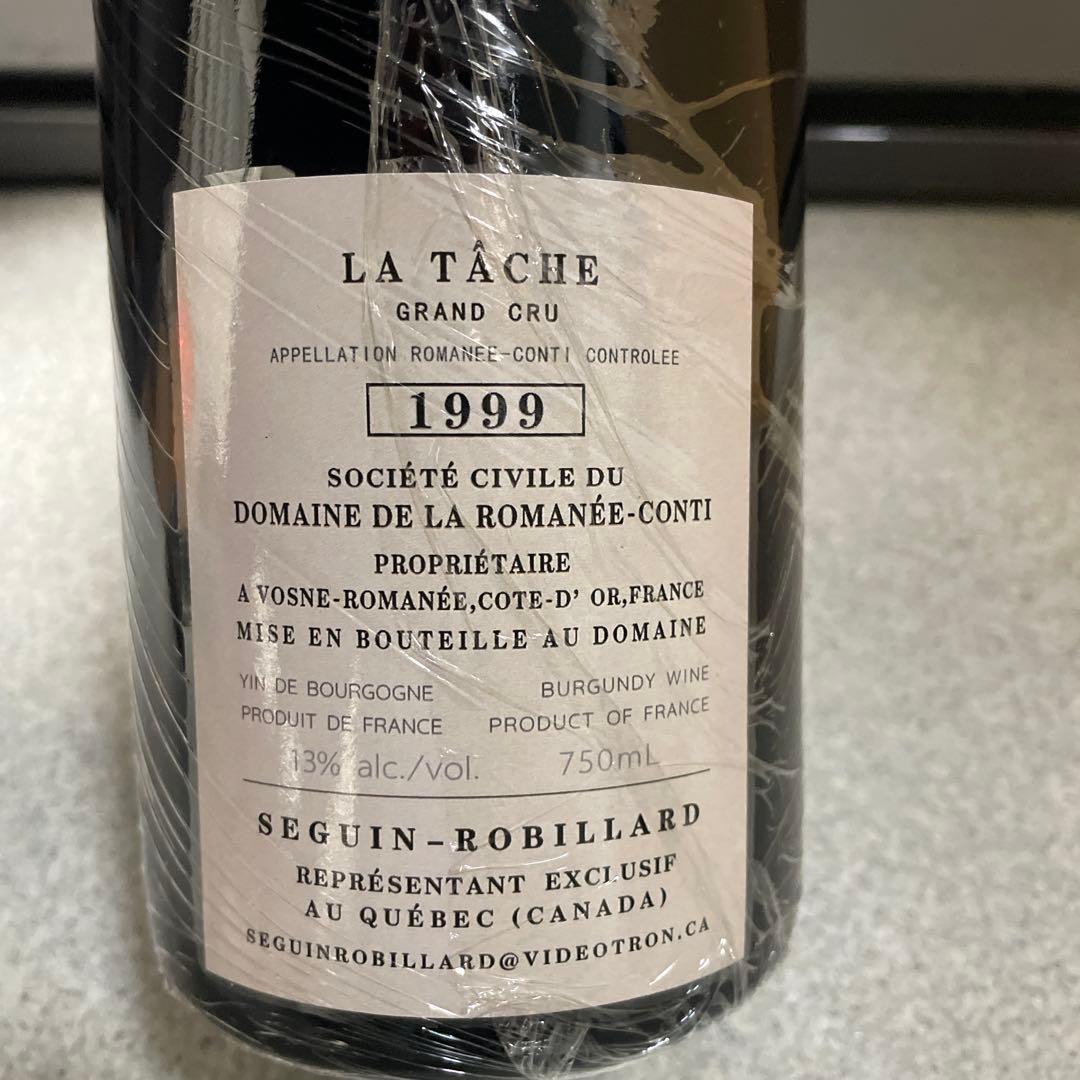 LA TÂCHE
GRAND CRU
APPELLATION ROMANEE-CONTI CONTROLEE
1999
SOCIÉTÉ CIVILE DU
DOMAINE DE LA ROMANÉE-CONTI
PROPRIÉTAIRE
A VOSNE-ROMANÉE,COTE-D' OR,FRANCE
MISE EN BOUTEILLE AU DOMAINE
YIN DE BOURGOGNE BURGUNDY WINE
PRODUIT DE FRANCE PRODUCT OF FRANCE
13% alc./vol. 750mL
SEGUIN-ROBILLARD
REPRÉSENTANT EXCLUSIF
AU QUÉBEC (CANADA)
SEGUINROBILLARD@VIDEOTRON.CA